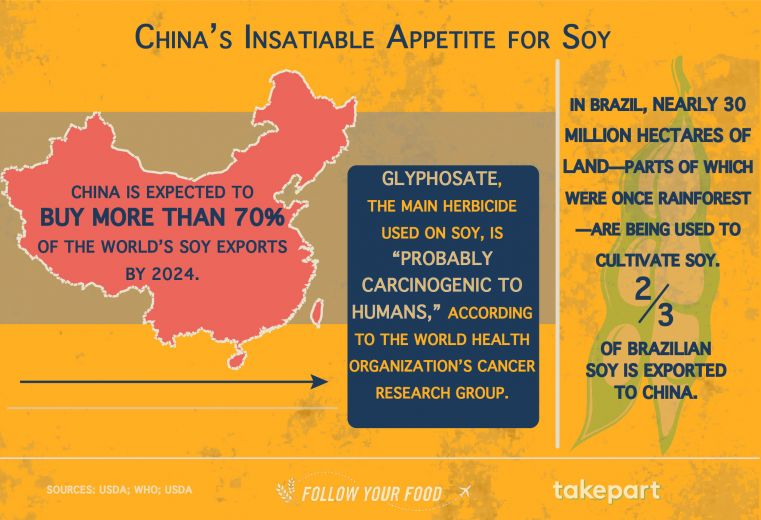 China's Insatiable Appetite for Soy
CHINA IS EXPECTED TO
BUY MORE THAN 70%
OF THE WORLD'S SOY EXPORTS
BY 2024.
GLYPHOSATE,
THE MAIN HERBICIDE
USED ON SOY, IS
“PROBABLY
CARCINOGENIC TO
HUMANS,” ACCORDING
TO THE WORLD HEALTH
ORGANIZATION'S CANCER
RESEARCH GROUP.
IN BRAZIL, NEARLY 30
MILLION HECTARES OF
LAND—PARTS OF WHICH
WERE ONCE RAINFOREST
—ARE BEING USED TO
CULTIVATE SOY.
2/3
OF BRAZILIAN
SOY IS EXPORTED
TO CHINA.
SOURCES: USDA; WHO; USDA
FOLLOW YOUR FOOD
takepart